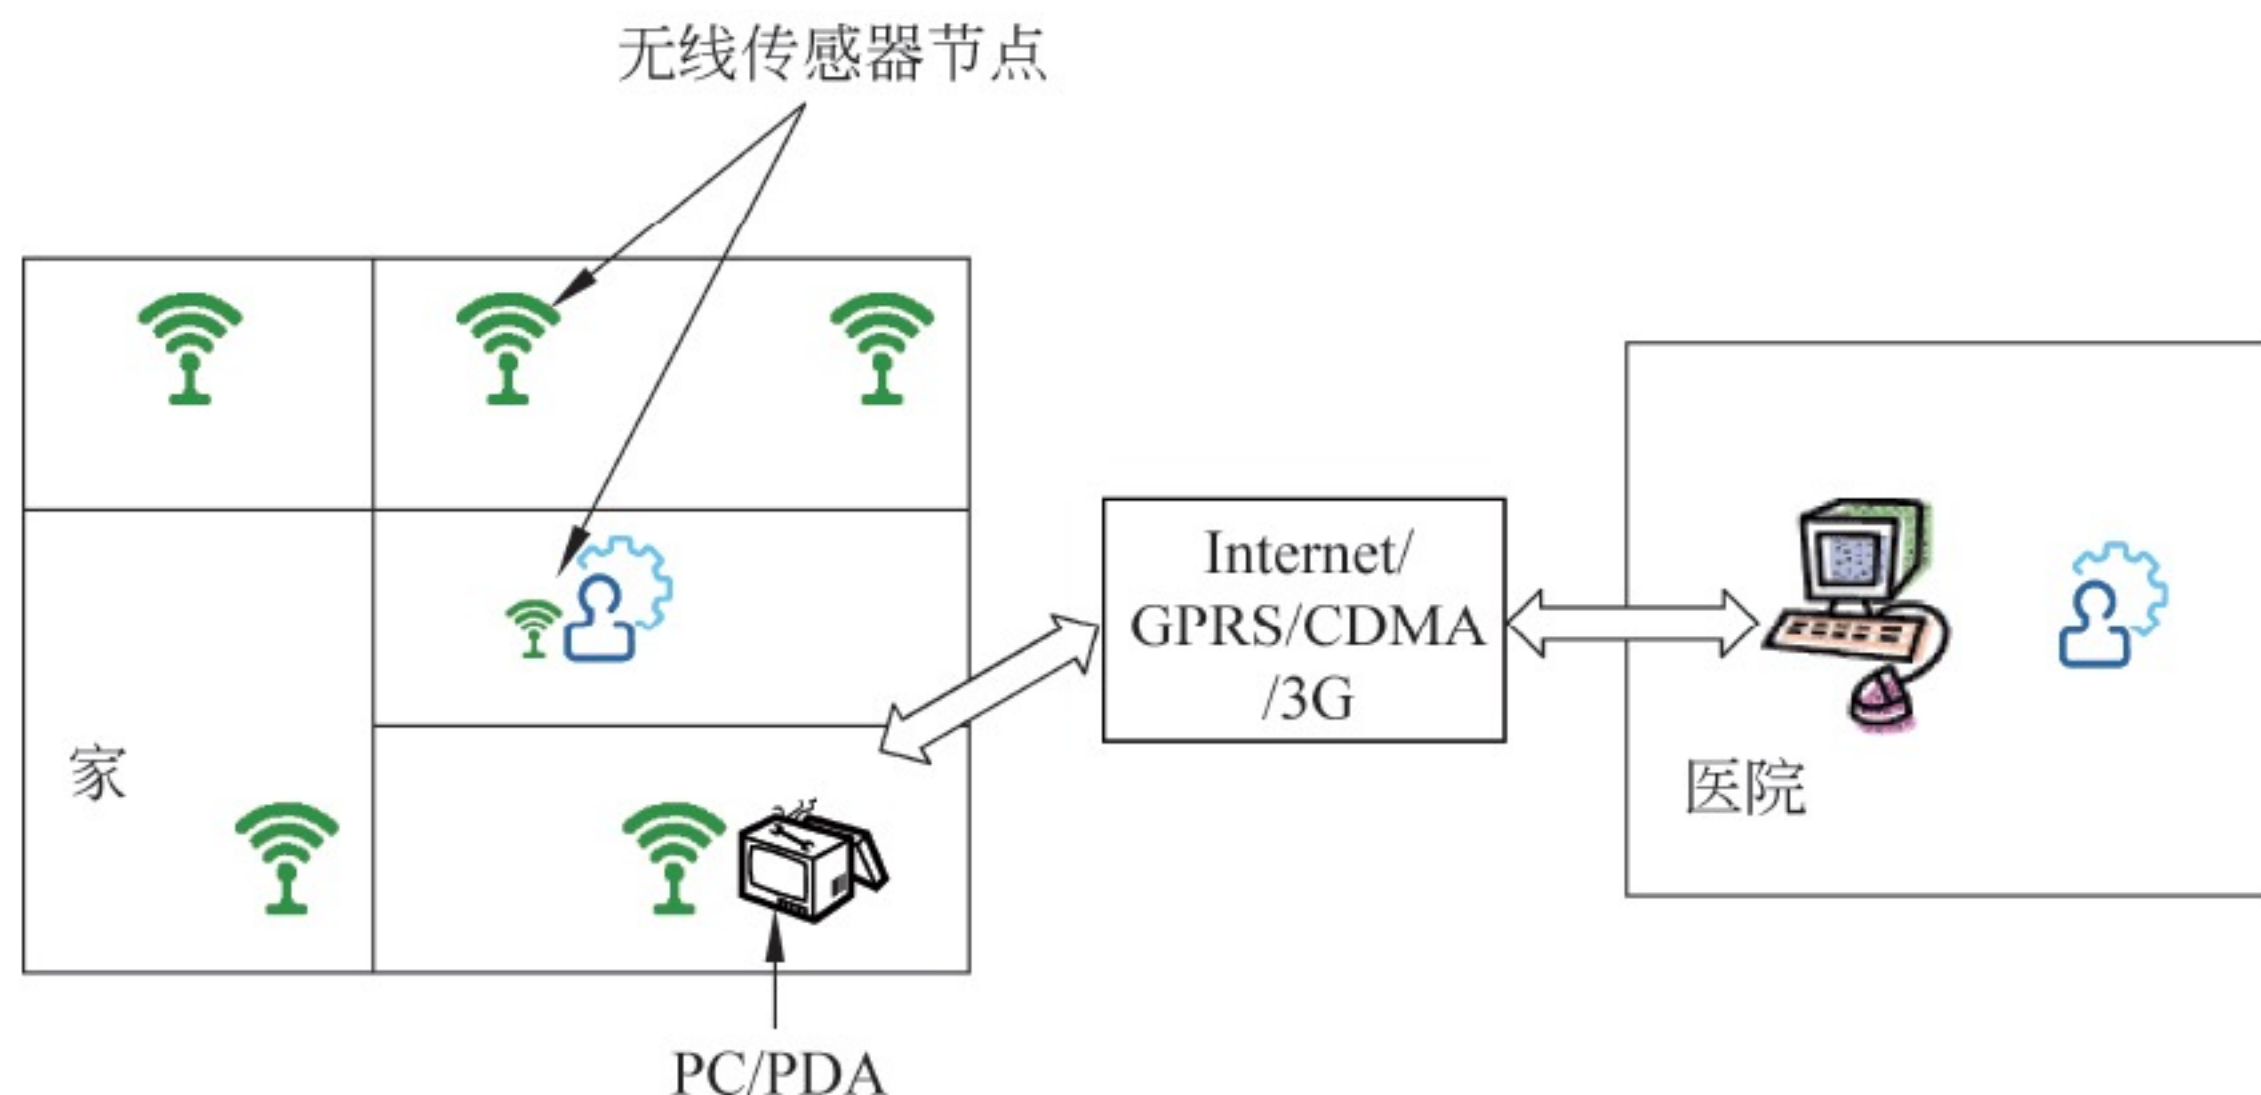 无线传感器节点
Internet/
GPRS/CDMA
/3G
家
医院
PC/PDA